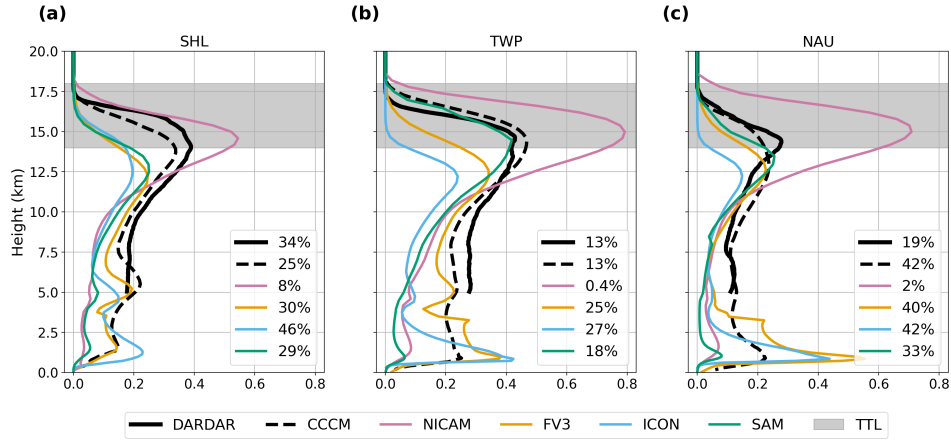 (a)
(b)
(c)
SHL
TWP
NAU
Height (km)
20.0
17.5
15.0
12.5
10.0
7.5
5.0
2.5
0.0
0.0 0.2 0.4 0.6 0.8
34%
25%
8%
30%
46%
29%
0.0 0.2 0.4 0.6 0.8
13%
13%
0.4%
25%
27%
18%
0.0 0.2 0.4 0.6 0.8
19%
42%
2%
40%
42%
33%
DARDAR CCCM NICAM FV3 ICON SAM TTL